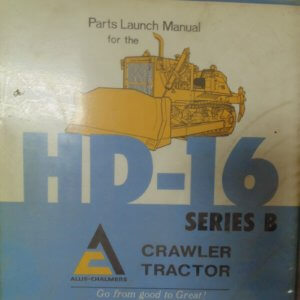 Parts Launch Manual
for the
HD-16
SERIES B
ALLIS-CHALMERS
CRAWLER
TRACTOR
Go from good to Great!